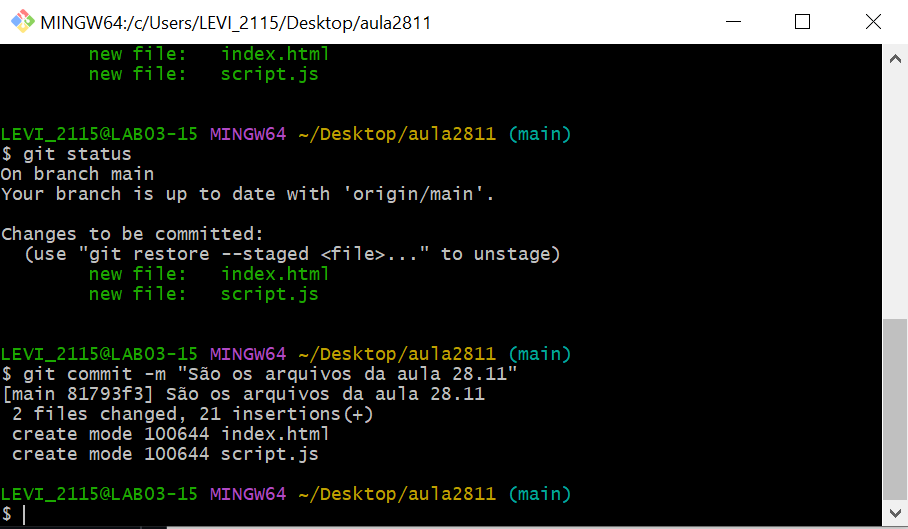 MINGW64:/c/Users/LEVI_2115/Desktop/aula2811
new file:   index.html
new file:   script.js
LEVI_2115@LAB03-15 MINGW64 ~/Desktop/aula2811 (main)
$ git status
On branch main
Your branch is up to date with 'origin/main'.
Changes to be committed:
  (use "git restore --staged <file>..." to unstage)
new file:   index.html
new file:   script.js
LEVI_2115@LAB03-15 MINGW64 ~/Desktop/aula2811 (main)
$ git commit -m "São os arquivos da aula 28.11"
[main 81793f3] São os arquivos da aula 28.11
 2 files changed, 21 insertions(+)
 create mode 100644 index.html
 create mode 100644 script.js
LEVI_2115@LAB03-15 MINGW64 ~/Desktop/aula2811 (main)
$